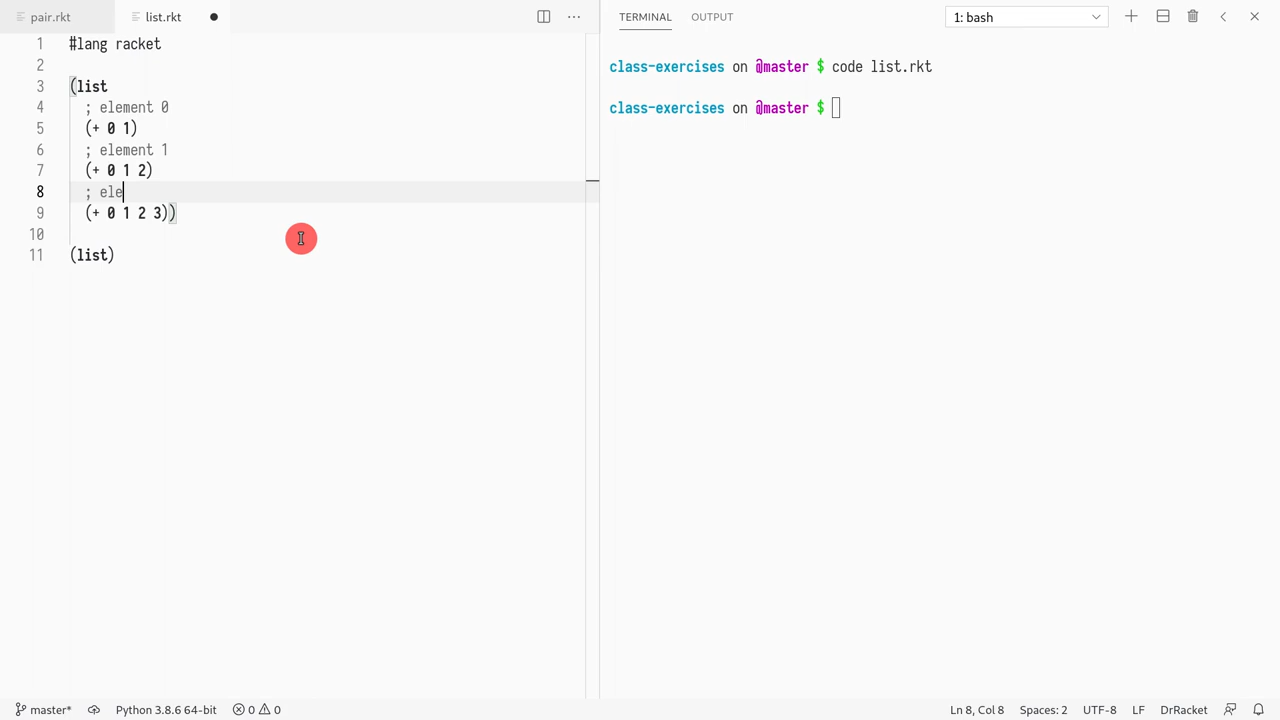 pair.rkt
list.rkt
1 #lang racket
2
3 (list
4 ; element 0
5 (+ 0 1)
6 ; element 1
7 (+ 0 1 2)
8 ; ele
9 (+ 0 1 2 3))
10
11 (list)
TERMINAL OUTPUT
1: bash
class-exercises on @master $ code list.rkt
class-exercises on @master $
master* Python 3.8.6 64-bit 0 0 Ln 8, Col 8 Spaces: 2 UTF-8 LF DrRacket